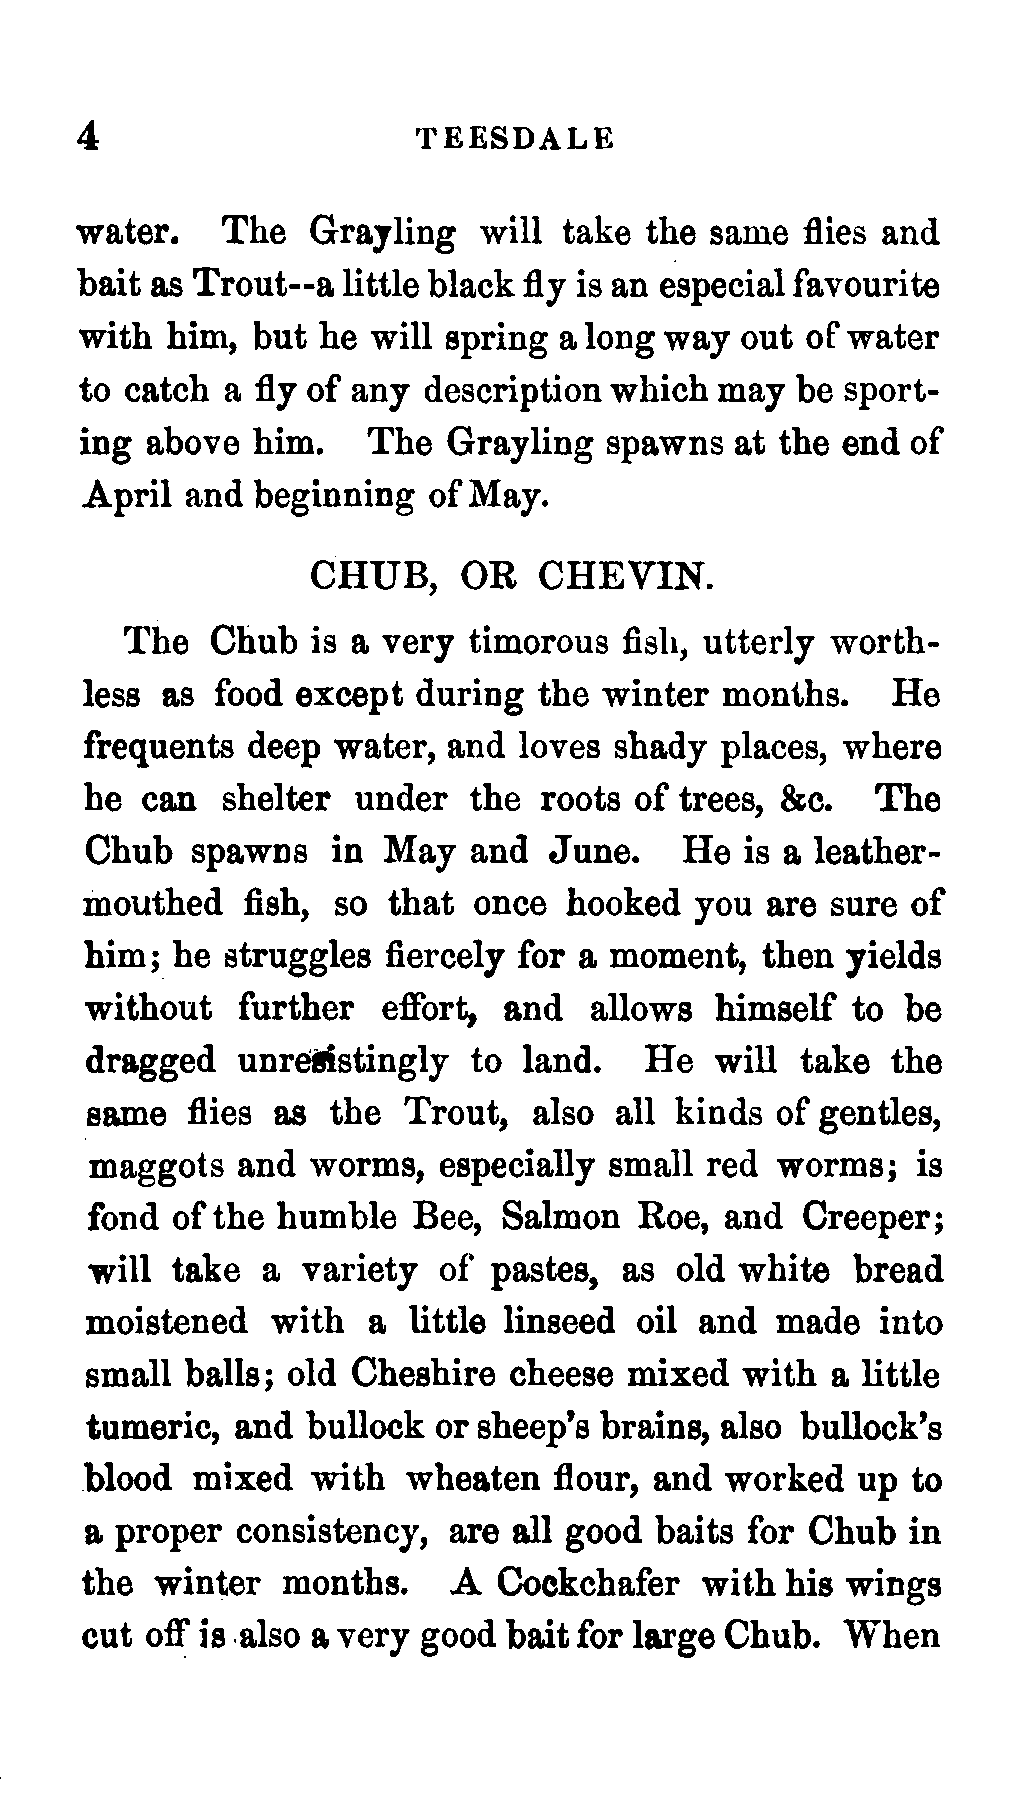 4 TEESDALE
water. The Grayling will take the same flies and
bait as Trout--a little black fly is an especial favourite
with him, but he will spring a long way out of water
to catch a fly of any description which may be sport-
ing above him. The Grayling spawns at the end of
April and beginning of May.
CHUB, OR CHEVIN.
The Chub is a very timorous fish, utterly worth-
less as food except during the winter months. He
frequents deep water, and loves shady places, where
he can shelter under the roots of trees, &c. The
Chub spawns in May and June. He is a leather-
mouthed fish, so that once hooked you are sure of
him; he struggles fiercely for a moment, then yields
without further effort, and allows himself to be
dragged unresistingly to land. He will take the
same flies as the Trout, also all kinds of gentles,
maggots and worms, especially small red worms; is
fond of the humble Bee, Salmon Roe, and Creeper;
will take a variety of pastes, as old white bread
moistened with a little linseed oil and made into
small balls; old Cheshire cheese mixed with a little
tumeric, and bullock or sheep's brains, also bullock's
blood mixed with wheaten flour, and worked up to
a proper consistency, are all good baits for Chub in
the winter months. A Cockchafer with his wings
cut off is also a very good bait for large Chub. When